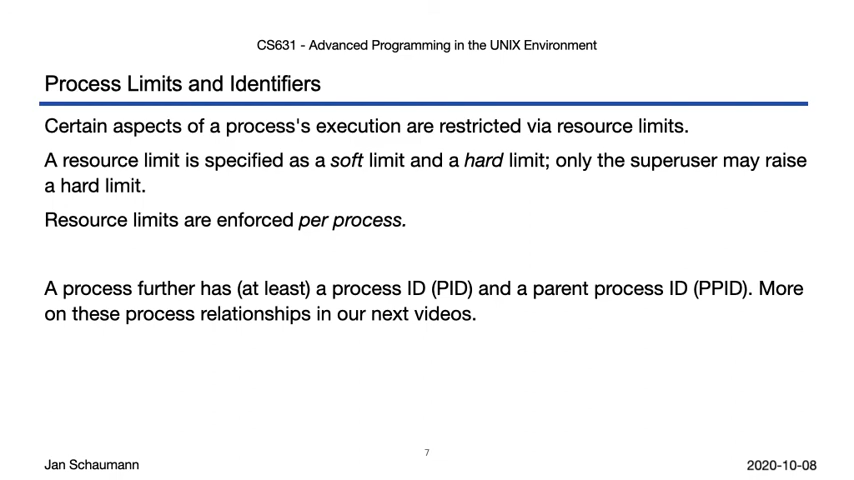 CS631 - Advanced Programming in the UNIX Environment
Process Limits and Identifiers
Certain aspects of a process's execution are restricted via resource limits.
A resource limit is specified as a soft limit and a hard limit; only the superuser may raise
a hard limit.
Resource limits are enforced per process.
A process further has (at least) a process ID (PID) and a parent process ID (PPID). More
on these process relationships in our next videos.
7
Jan Schaumann
2020-10-08